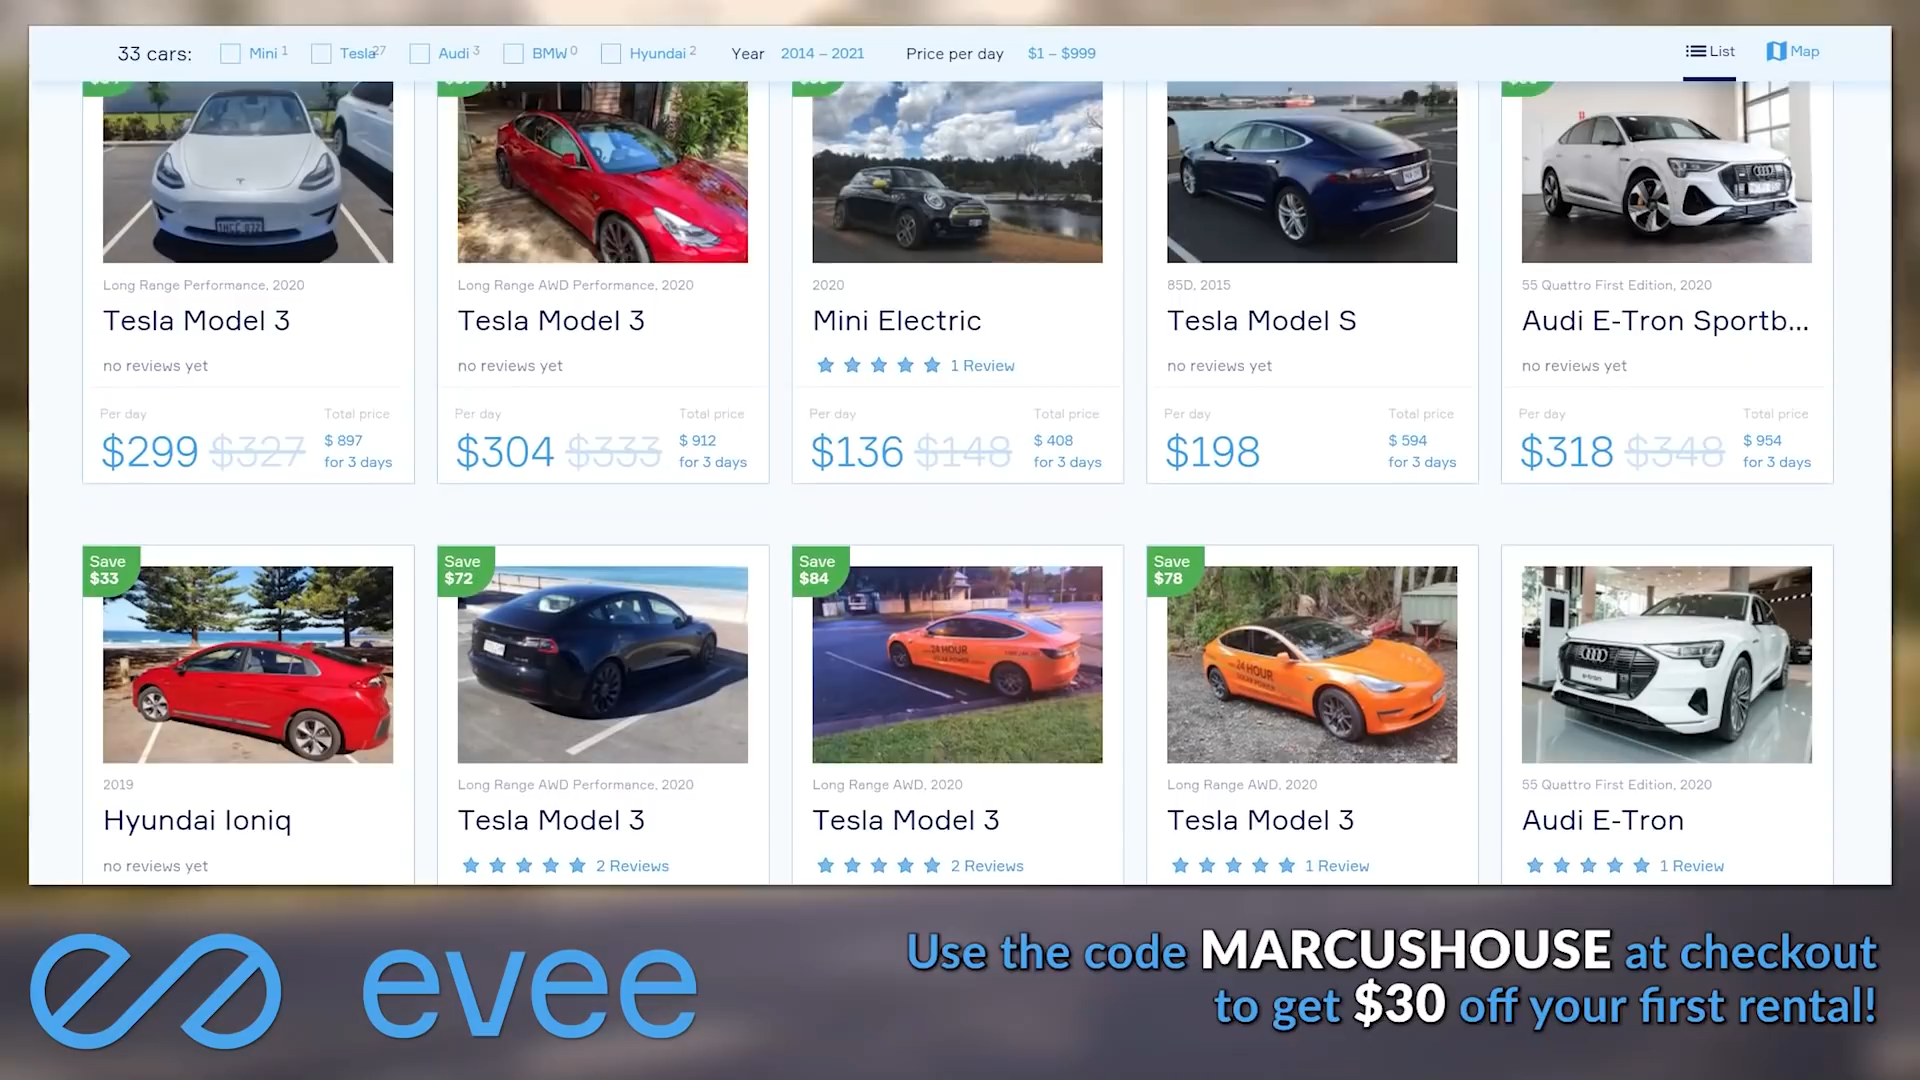 33 cars: Mini 1 Tesla 27 Audi 3 BMW 0 Hyundai 2 Year 2014 – 2021 Price per day $1 – $999 List Map
Long Range Performance, 2020
Tesla Model 3
no reviews yet
Per day Total price
$299 $327 $ 897
for 3 days
Long Range AWD Performance, 2020
Tesla Model 3
no reviews yet
Per day Total price
$304 $333 $ 912
for 3 days
2020
Mini Electric
1 Review
Per day Total price
$136 $148 $ 408
for 3 days
85D, 2015
Tesla Model S
no reviews yet
Per day Total price
$198 $ 594
for 3 days
55 Quattro First Edition, 2020
Audi E-Tron Sportb...
no reviews yet
Per day Total price
$318 $348 $ 954
for 3 days
Save
$33
2019
Hyundai Ioniq
no reviews yet
Save
$72
Long Range AWD Performance, 2020
Tesla Model 3
2 Reviews
Save
$84
24 HOUR
SOLAR POWER
Long Range AWD, 2020
Tesla Model 3
2 Reviews
Save
$78
24 HOUR
SOLAR POWER
Long Range AWD, 2020
Tesla Model 3
1 Review
e-tron
55 Quattro First Edition, 2020
Audi E-Tron
1 Review
evee
Use the code MARCUSHOUSE at checkout
to get $30 off your first rental!